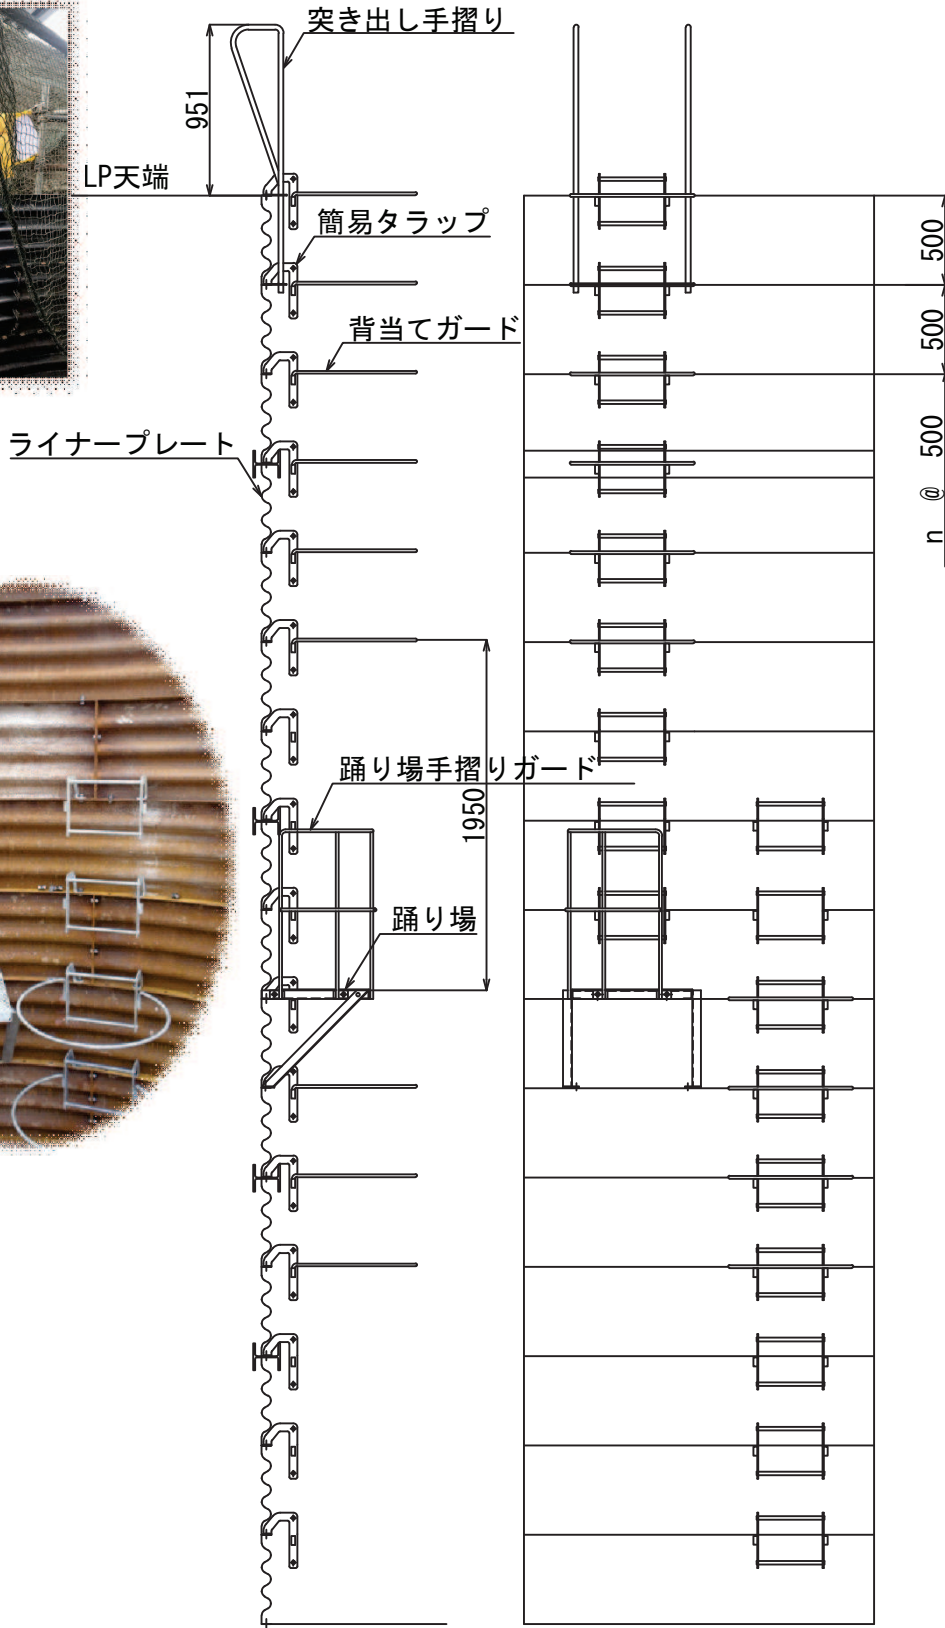 突き出し手摺り
951
LP天端
簡易タラップ
500
背当てガード
500
ライナープレート
n @ 500
踊り場手摺りガード
1950
踊り場